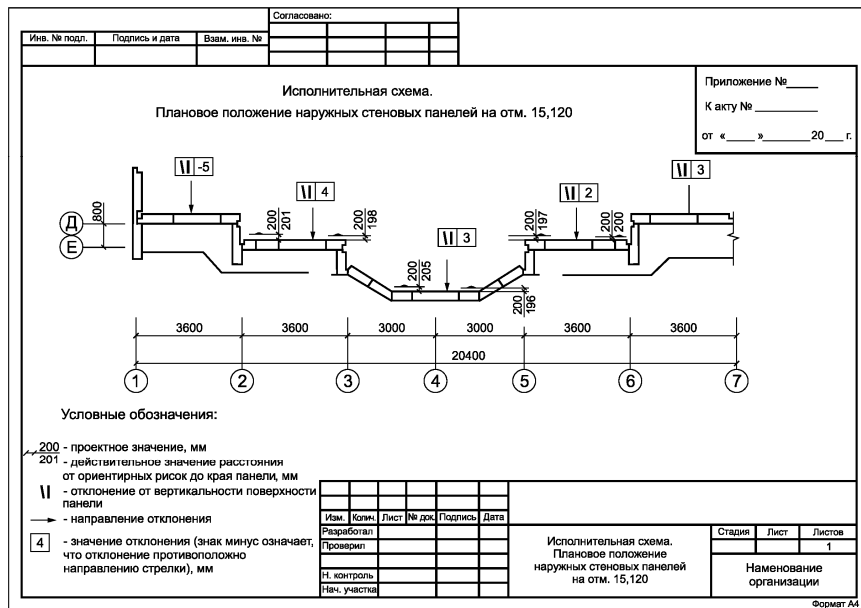 Согласовано:
Инв. № подл. Подпись и дата Взам. инв. №
Исполнительная схема.
Плановое положение наружных стеновых панелей на отм. 15,120
Приложение №
К акту №
от « » 20 г.
-5
4
3
2
3
Д
Е
800
200
201
200
198
200
205
200
197
200
200
200
196
3600 3600 3000 3000 3600 3600
20400
1 2 3 4 5 6 7
Условные обозначения:
200 - проектное значение, мм
201 - действительное значение расстояния
от ориентирных рисок до края панели, мм
- отклонение от вертикальности поверхности
панели
- направление отклонения
4 - значение отклонения (знак минус означает,
что отклонение противоположно
направлению стрелки), мм
Изм. Колич. Лист № док. Подпись Дата
Разработал
Проверил
Н. контроль
Нач. участка
Исполнительная схема.
Плановое положение
наружных стеновых панелей
на отм. 15,120
Стадия Лист Листов
1
Наименование
организации
Формат А4